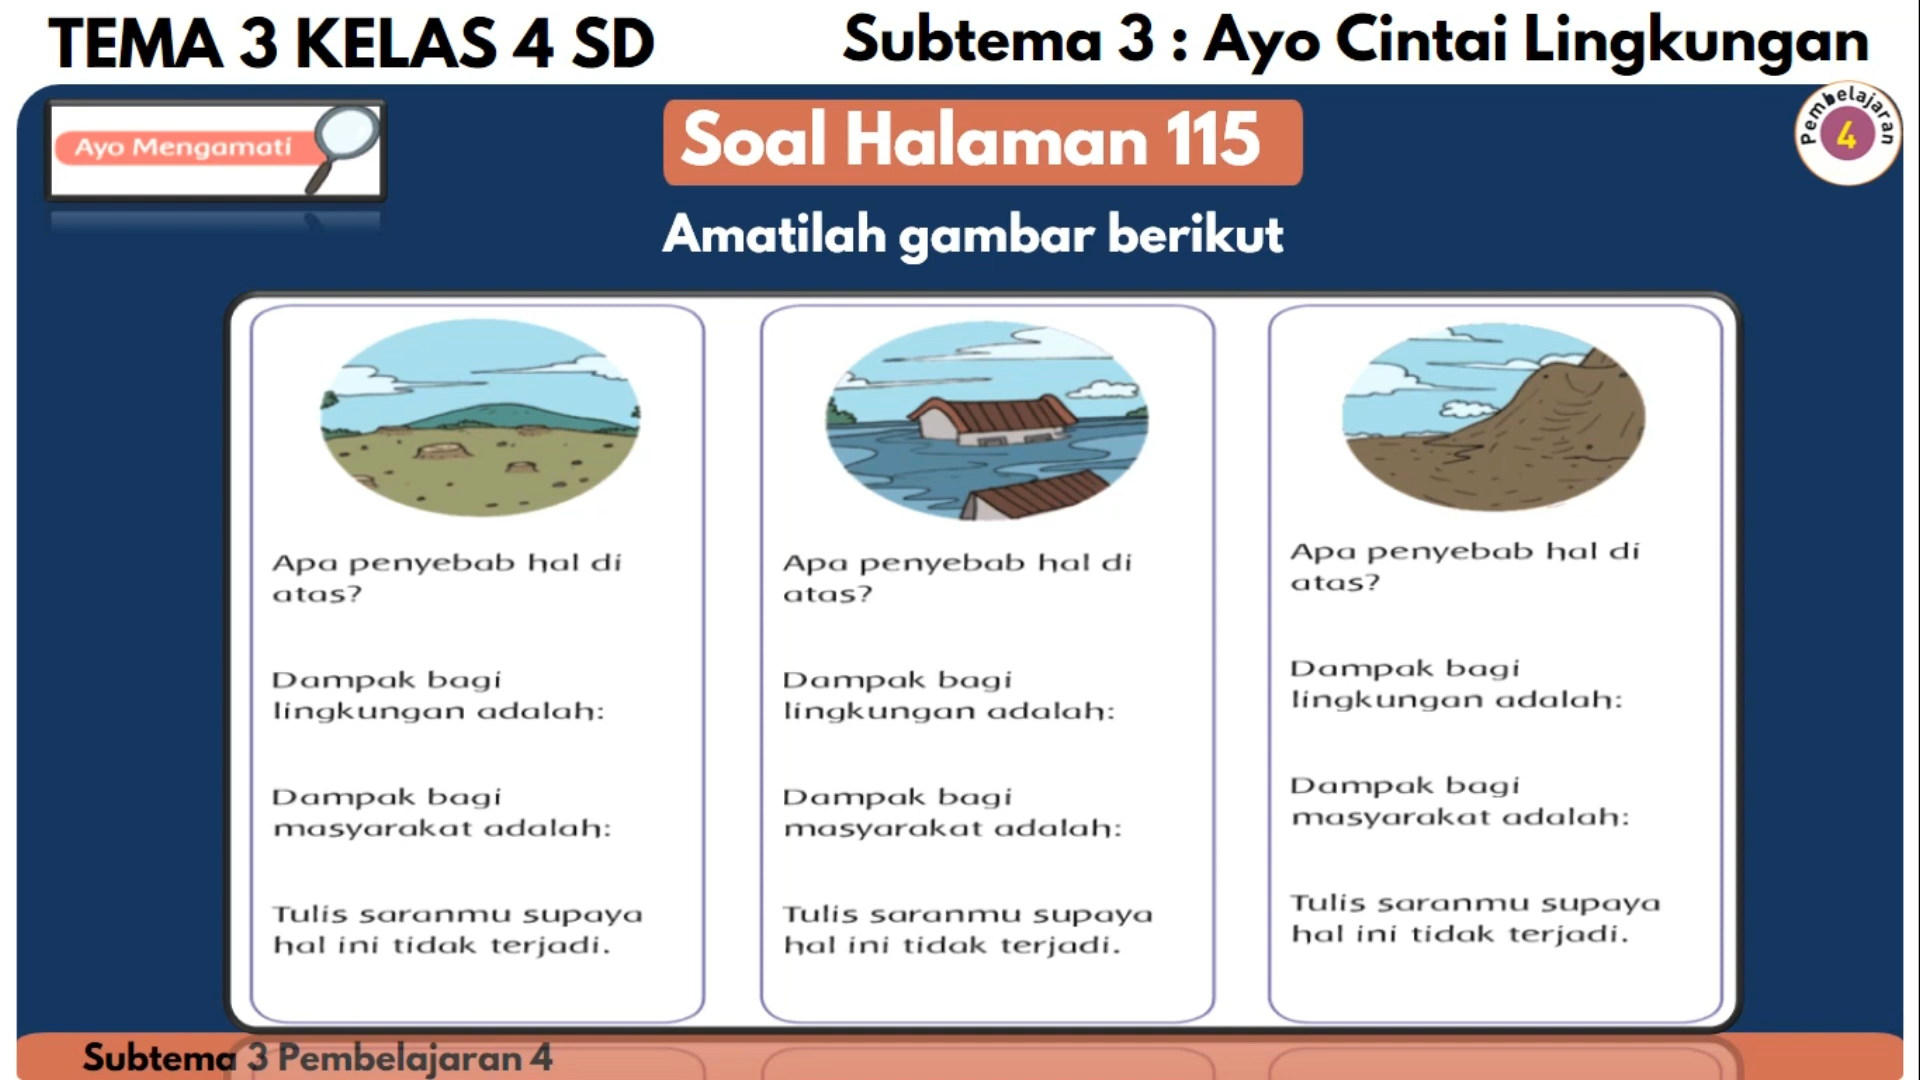 TEMA 3 KELAS 4 SD
Subtema 3 : Ayo Cintai Lingkungan
Ayo Mengamati
Soal Halaman 115
Pembelajaran
4
Amatilah gambar berikut
Apa penyebab hal di
atas?
Dampak bagi
lingkungan adalah:
Dampak bagi
masyarakat adalah:
Tulis saranmu supaya
hal ini tidak terjadi.
Apa penyebab hal di
atas?
Dampak bagi
lingkungan adalah:
Dampak bagi
masyarakat adalah:
Tulis saranmu supaya
hal ini tidak terjadi.
Apa penyebab hal di
atas?
Dampak bagi
lingkungan adalah:
Dampak bagi
masyarakat adalah:
Tulis saranmu supaya
hal ini tidak terjadi.
Subtema 3 Pembelajaran 4